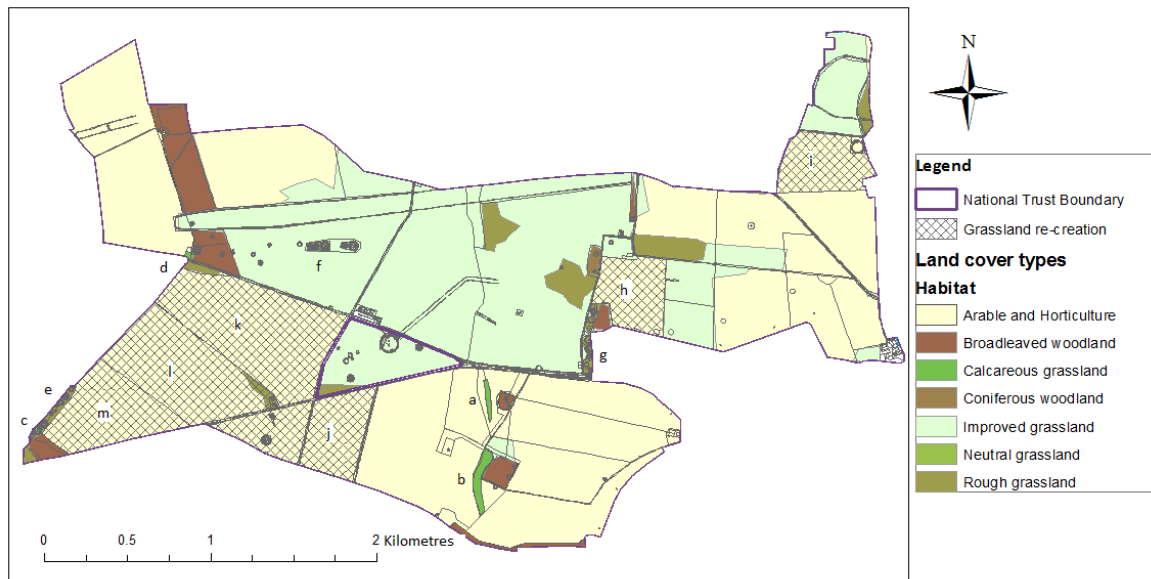 N
Legend
National Trust Boundary
Grassland re-creation
Land cover types
Habitat
Arable and Horticulture
Broadleaved woodland
Calcareous grassland
Coniferous woodland
Improved grassland
Neutral grassland
Rough grassland
i
d
f
k
h
l
g
e
c
m
a
j
b
0 0.5 1 2 Kilometres